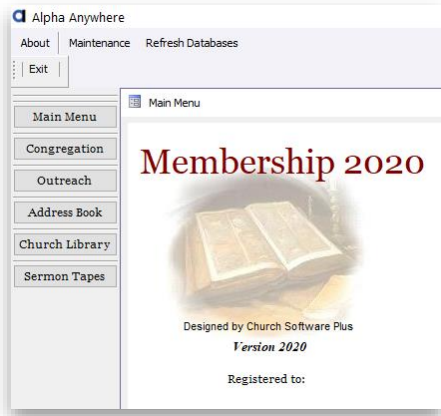 Alpha Anywhere
About Maintenance Refresh Databases
Exit
Main Menu
Congregation
Outreach
Address Book
Church Library
Sermon Tapes
Main Menu
Membership 2020
Designed by Church Software Plus
Version 2020
Registered to: